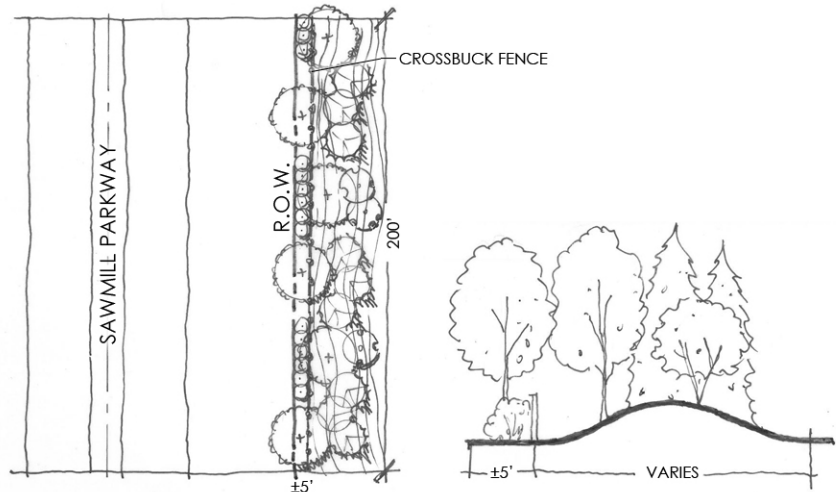 CROSSBUCK FENCE
SAWMILL PARKWAY
R.O.W.
200'
±5'
±5'
VARIES